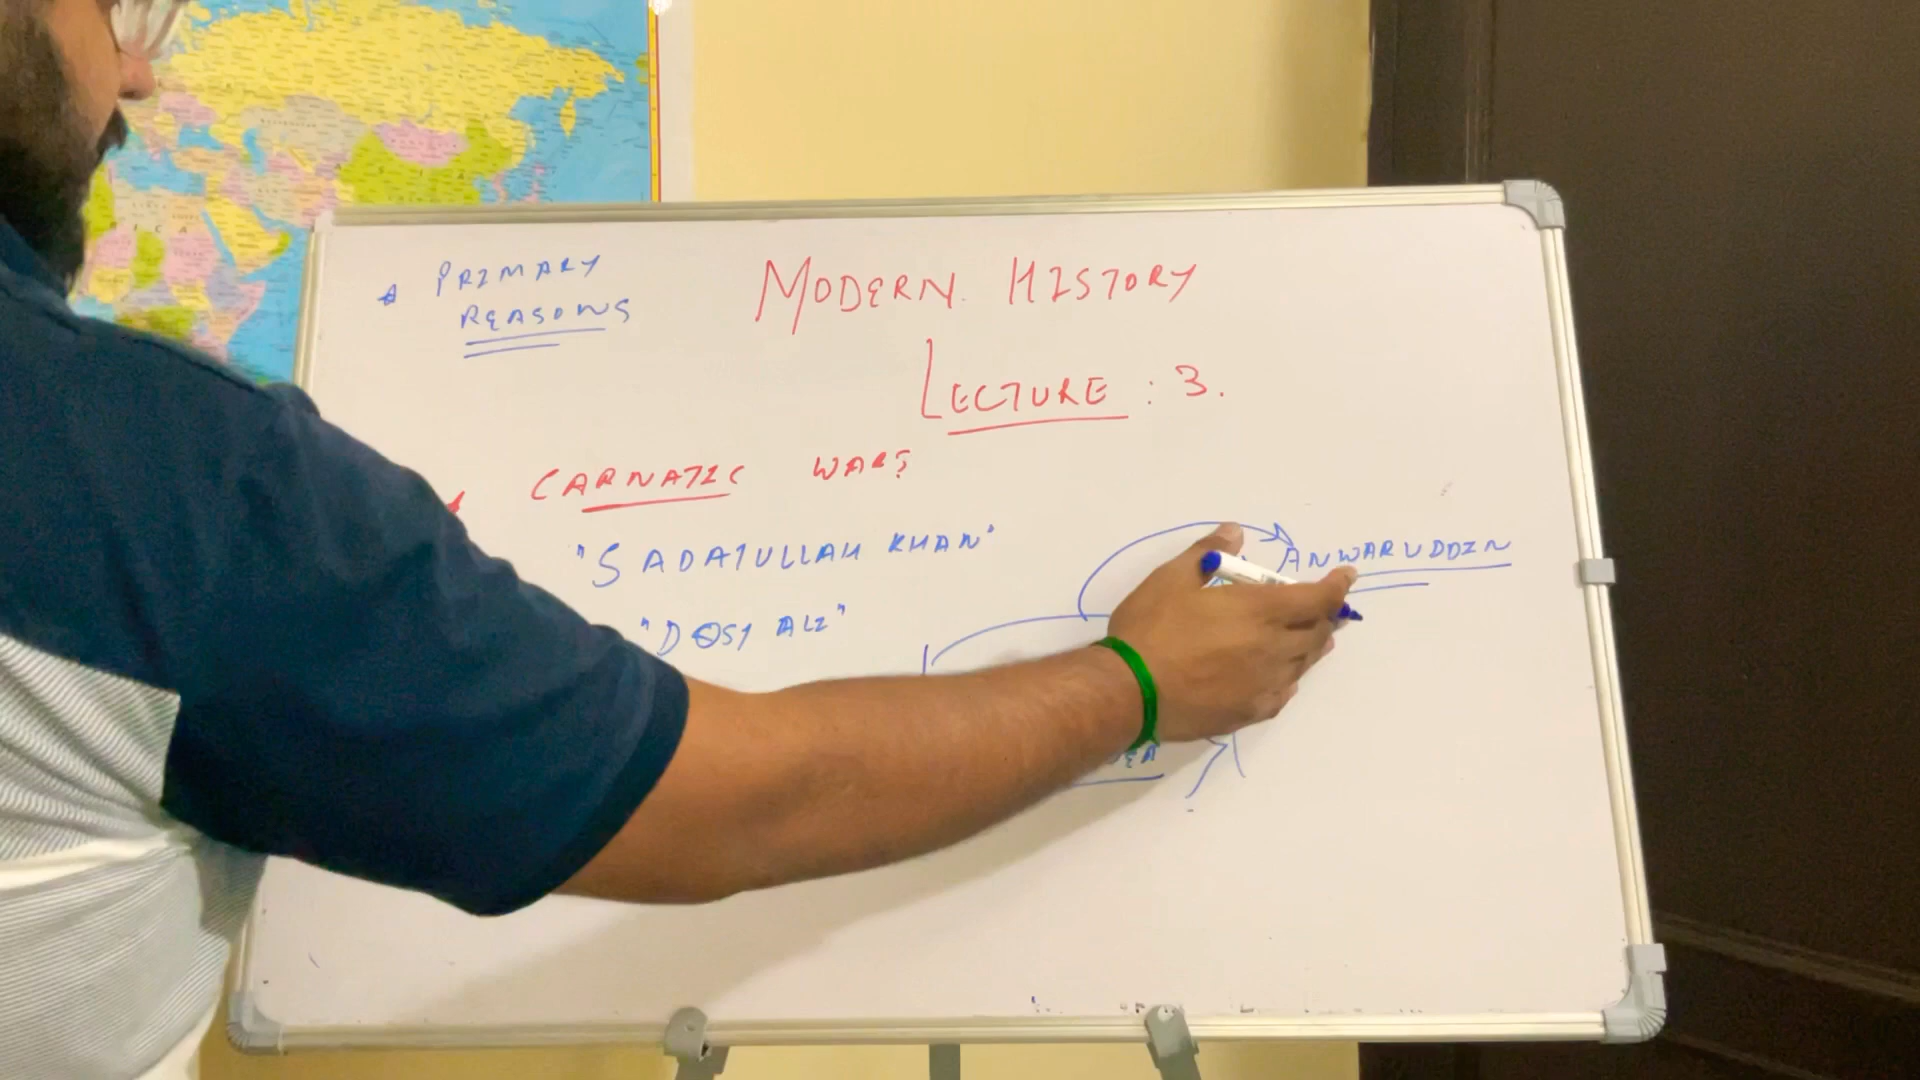 PRIMARY
REASONS
MODERN HISTORY
LECTURE : 3.
CARNATIC WAR?
"SADATULLAH KHAN"
"DOST ALI"
ANWARUDDIN